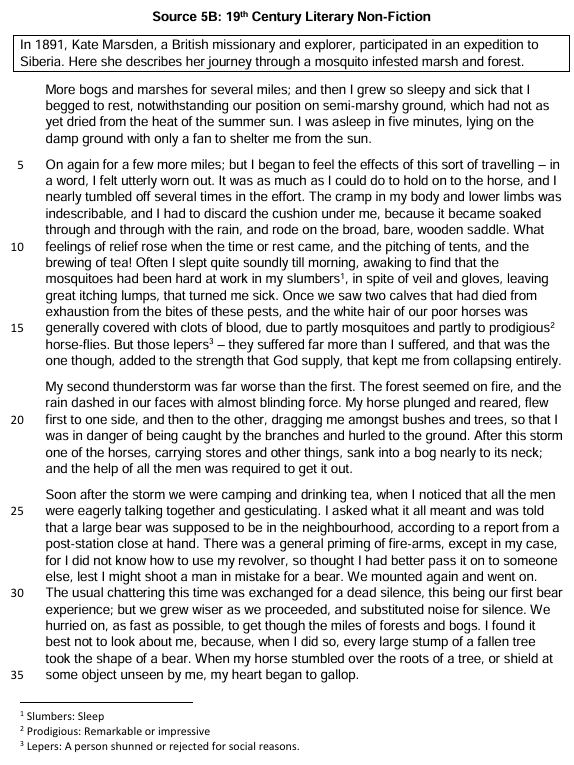 Source 5B: 19th Century Literary Non-Fiction
In 1891, Kate Marsden, a British missionary and explorer, participated in an expedition to
Siberia. Here she describes her journey through a mosquito infested marsh and forest.
More bogs and marshes for several miles; and then I grew so sleepy and sick that I
begged to rest, notwithstanding our position on semi-marshy ground, which had not as
yet dried from the heat of the summer sun. I was asleep in five minutes, lying on the
damp ground with only a fan to shelter me from the sun.
5 On again for a few more miles; but I began to feel the effects of this sort of travelling – in
a word, I felt utterly worn out. It was as much as I could do to hold on to the horse, and I
nearly tumbled off several times in the effort. The cramp in my body and lower limbs was
indescribable, and I had to discard the cushion under me, because it became soaked
through and through with the rain, and rode on the broad, bare, wooden saddle. What
10 feelings of relief rose when the time or rest came, and the pitching of tents, and the
brewing of tea! Often I slept quite soundly till morning, awaking to find that the
mosquitoes had been hard at work in my slumbers1, in spite of veil and gloves, leaving
great itching lumps, that turned me sick. Once we saw two calves that had died from
exhaustion from the bites of these pests, and the white hair of our poor horses was
15 generally covered with clots of blood, due to partly mosquitoes and partly to prodigious2
horse-flies. But those lepers3 – they suffered far more than I suffered, and that was the
one though, added to the strength that God supply, that kept me from collapsing entirely.
My second thunderstorm was far worse than the first. The forest seemed on fire, and the
rain dashed in our faces with almost blinding force. My horse plunged and reared, flew
20 first to one side, and then to the other, dragging me amongst bushes and trees, so that I
was in danger of being caught by the branches and hurled to the ground. After this storm
one of the horses, carrying stores and other things, sank into a bog nearly to its neck;
and the help of all the men was required to get it out.
Soon after the storm we were camping and drinking tea, when I noticed that all the men
25 were eagerly talking together and gesticulating. I asked what it all meant and was told
that a large bear was supposed to be in the neighbourhood, according to a report from a
post-station close at hand. There was a general priming of fire-arms, except in my case,
for I did not know how to use my revolver, so thought I had better pass it on to someone
else, lest I might shoot a man in mistake for a bear. We mounted again and went on.
30 The usual chattering this time was exchanged for a dead silence, this being our first bear
experience; but we grew wiser as we proceeded, and substituted noise for silence. We
hurried on, as fast as possible, to get though the miles of forests and bogs. I found it
best not to look about me, because, when I did so, every large stump of a fallen tree
took the shape of a bear. When my horse stumbled over the roots of a tree, or shield at
35 some object unseen by me, my heart began to gallop.
1 Slumbers: Sleep
2 Prodigious: Remarkable or impressive
3 Lepers: A person shunned or rejected for social reasons.